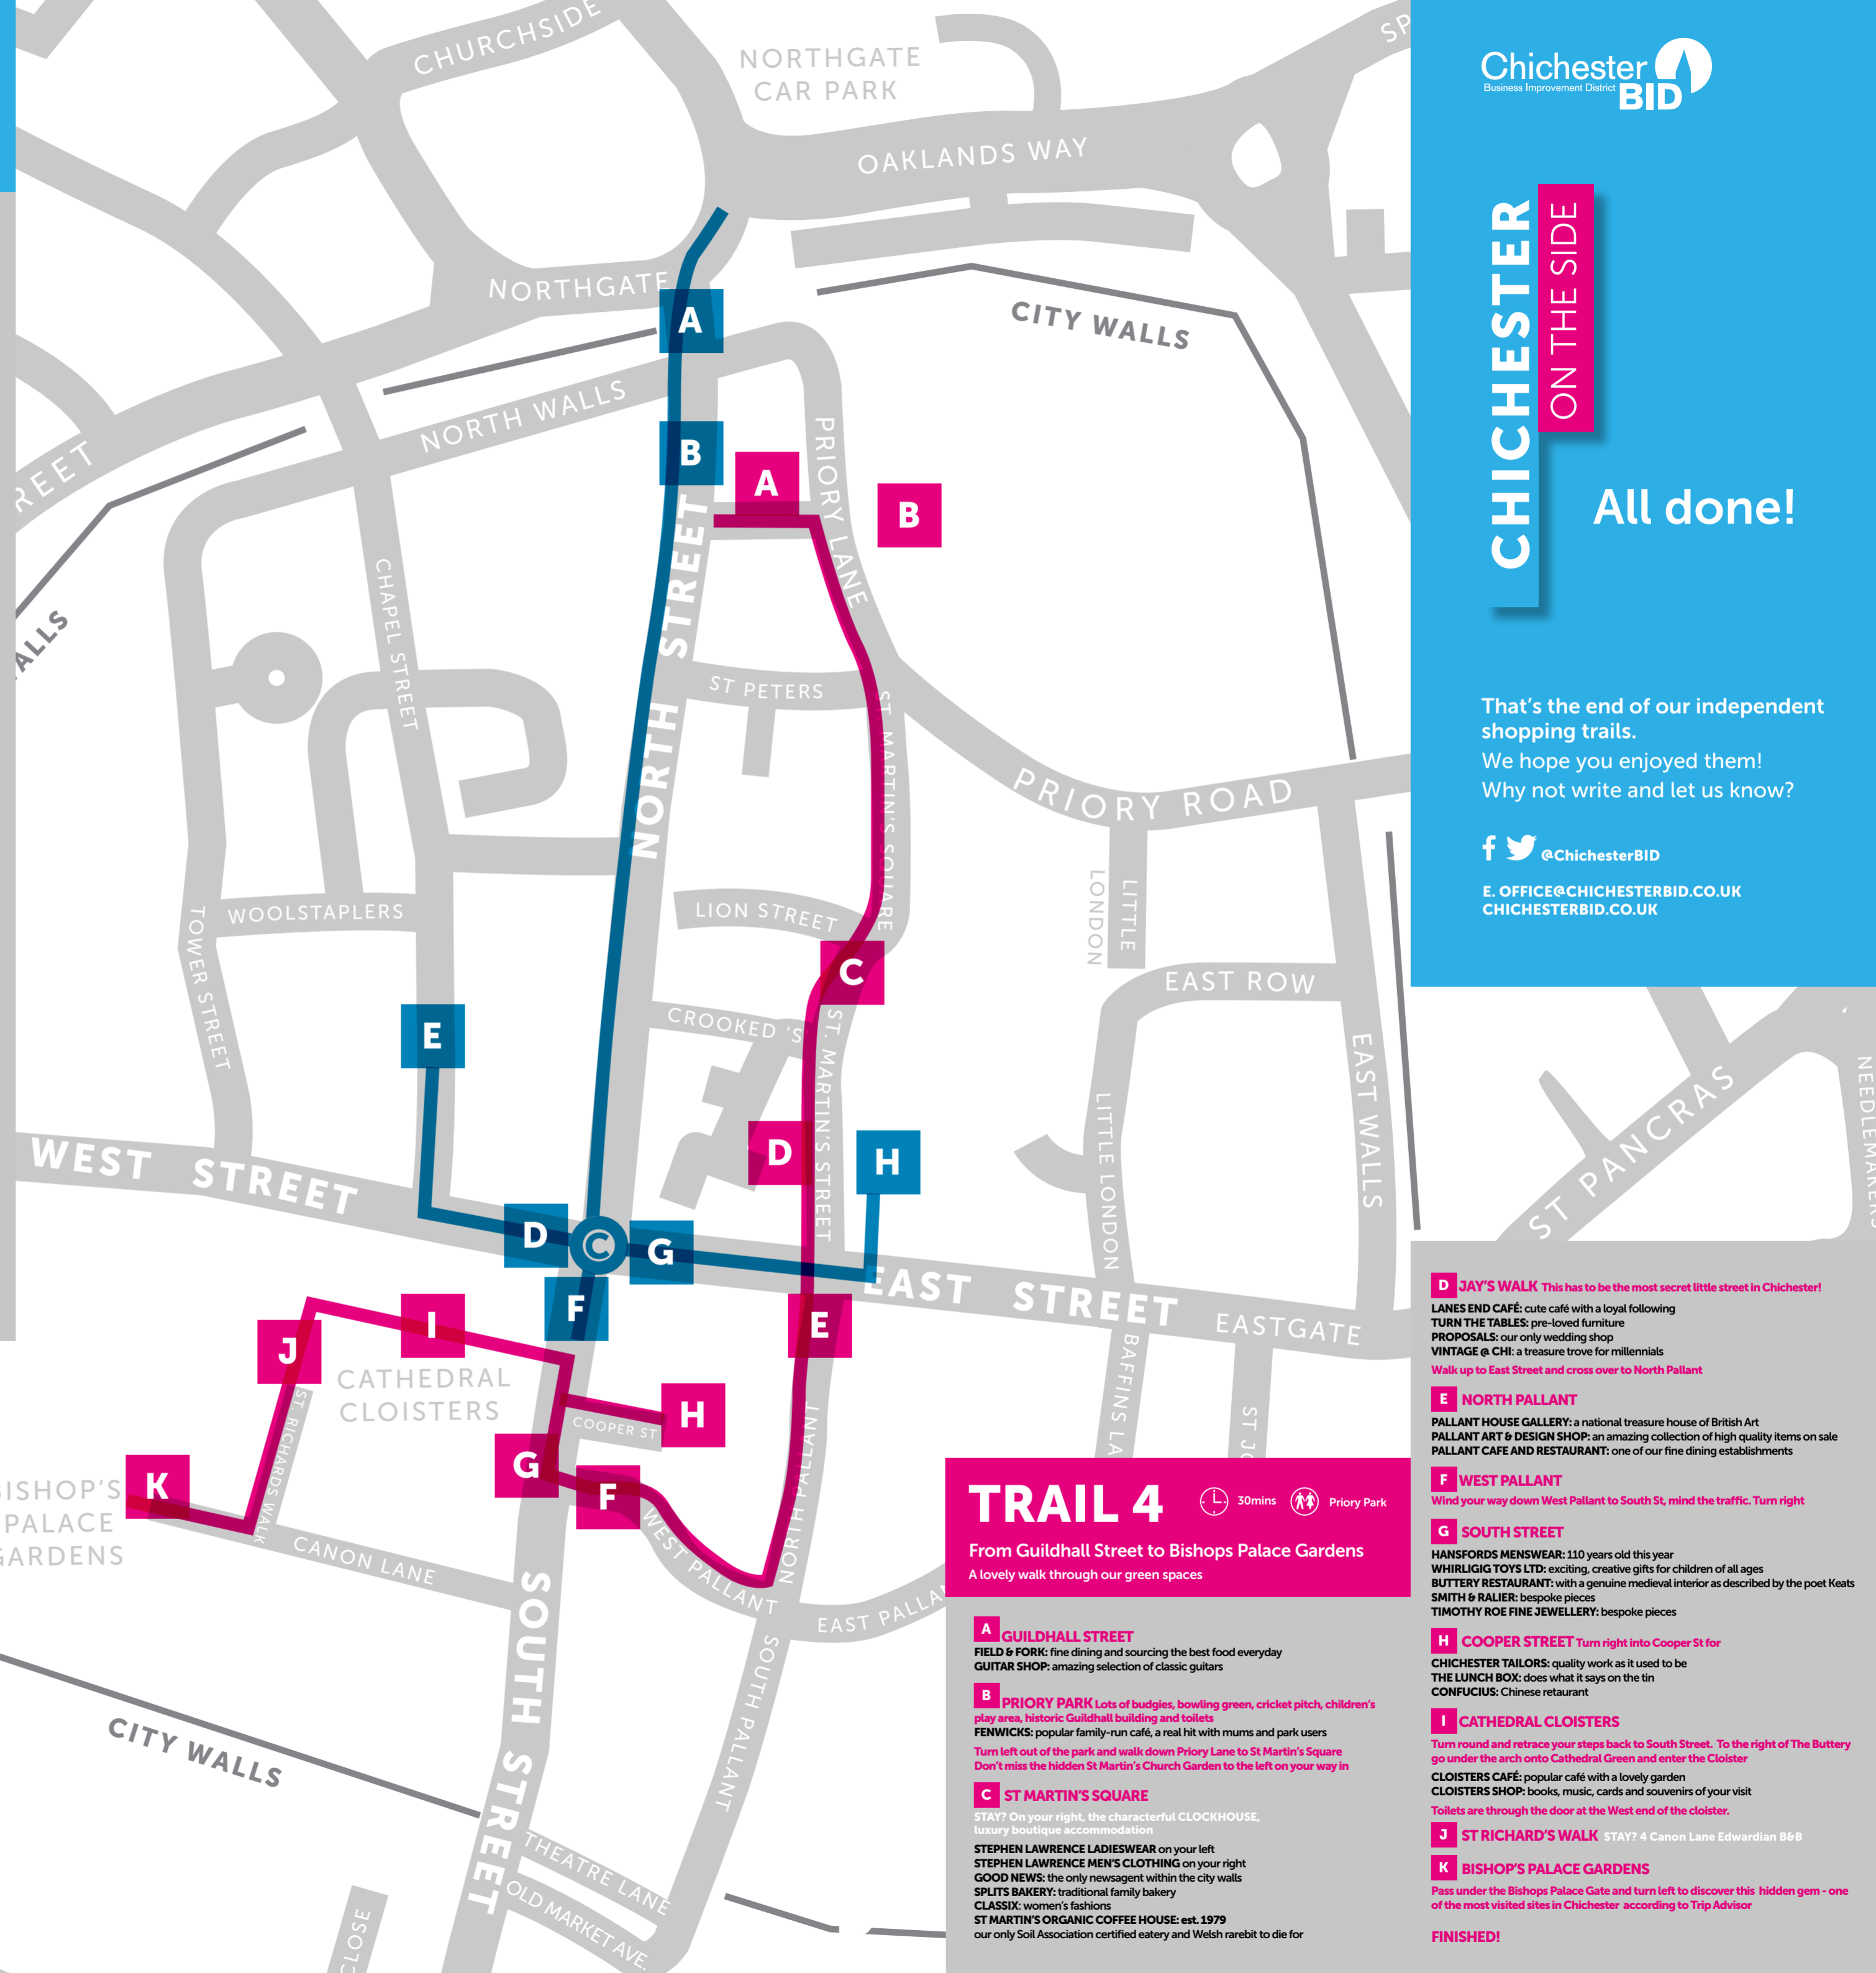 CHURCHSIDE
NORTHGATE
CAR PARK
OAKLANDS WAY
SP
NORTHGATE
CITY WALLS
A
NORTH WALLS
B
A
B
PRIORY LANE
REET
ALLS
CHAPEL STREET
NORTH STREET
ST PETERS
ST MARTIN'S SQUARE
NORTH
PRIORY ROAD
LITTLE
LONDON
WOOLSTAPLERS
LION STREET
TOWER STREET
C
EAST ROW
CROOKED 'S
E
ST. MARTIN'S STREET
EAST WALLS
LITTLE LONDON
D
H
WEST STREET
D
C
G
EAST STREET
EASTGATE
F
I
J
E
CATHEDRAL
CLOISTERS
ST. RICHARDS WALK
COOPER ST
H
BAFFINS LA
ST JO
G
K
F
NORTH PALLANT
BISHOP'S
PALACE
GARDENS
CANON LANE
WEST PALLANT
EAST PALLAN
SOUTH STREET
SOUTH PALLANT
CITY WALLS
THEATRE LANE
OLD MARKET AVE.
CLOSE
ST PANCRAS
NEEDLEMAKERS
Chichester
Business Improvement District
BID
CHICHESTER
ON THE SIDE
All done!
That's the end of our independent
shopping trails.
We hope you enjoyed them!
Why not write and let us know?
@ChichesterBID
E. OFFICE@CHICHESTERBID.CO.UK
CHICHESTERBID.CO.UK
TRAIL 4
30mins
Priory Park
From Guildhall Street to Bishops Palace Gardens
A lovely walk through our green spaces
A GUILDHALL STREET
FIELD & FORK: fine dining and sourcing the best food everyday
GUITAR SHOP: amazing selection of classic guitars
B PRIORY PARK Lots of budgies, bowling green, cricket pitch, children's
play area, historic Guildhall building and toilets
FENWICKS: popular family-run café, a real hit with mums and park users
Turn left out of the park and walk down Priory Lane to St Martin's Square
Don't miss the hidden St Martin's Church Garden to the left on your way in
C ST MARTIN'S SQUARE
STAY? On your right, the characterful CLOCKHOUSE,
luxury boutique accommodation
STEPHEN LAWRENCE LADIESWEAR on your left
STEPHEN LAWRENCE MEN'S CLOTHING on your right
GOOD NEWS: the only newsagent within the city walls
SPLITS BAKERY: traditional family bakery
CLASSIX: women's fashions
ST MARTIN'S ORGANIC COFFEE HOUSE: est. 1979
our only Soil Association certified eatery and Welsh rarebit to die for
D JAY'S WALK This has to be the most secret little street in Chichester!
LANES END CAFÉ: cute café with a loyal following
TURN THE TABLES: pre-loved furniture
PROPOSALS: our only wedding shop
VINTAGE @ CHI: a treasure trove for millennials
Walk up to East Street and cross over to North Pallant
E NORTH PALLANT
PALLANT HOUSE GALLERY: a national treasure house of British Art
PALLANT ART & DESIGN SHOP: an amazing collection of high quality items on sale
PALLANT CAFE AND RESTAURANT: one of our fine dining establishments
F WEST PALLANT
Wind your way down West Pallant to South St, mind the traffic. Turn right
G SOUTH STREET
HANSFORDS MENSWEAR: 110 years old this year
WHIRLIGIG TOYS LTD: exciting, creative gifts for children of all ages
BUTTERY RESTAURANT: with a genuine medieval interior as described by the poet Keats
SMITH & RALIER: bespoke pieces
TIMOTHY ROE FINE JEWELLERY: bespoke pieces
H COOPER STREET Turn right into Cooper St for
CHICHESTER TAILORS: quality work as it used to be
THE LUNCH BOX: does what it says on the tin
CONFUCIUS: Chinese retaurant
I CATHEDRAL CLOISTERS
Turn round and retrace your steps back to South Street. To the right of The Buttery
go under the arch onto Cathedral Green and enter the Cloister
CLOISTERS CAFÉ: popular café with a lovely garden
CLOISTERS SHOP: books, music, cards and souvenirs of your visit
Toilets are through the door at the West end of the cloister.
J ST RICHARD'S WALK STAY? 4 Canon Lane Edwardian B&B
K BISHOP'S PALACE GARDENS
Pass under the Bishops Palace Gate and turn left to discover this hidden gem - one
of the most visited sites in Chichester according to Trip Advisor
FINISHED!